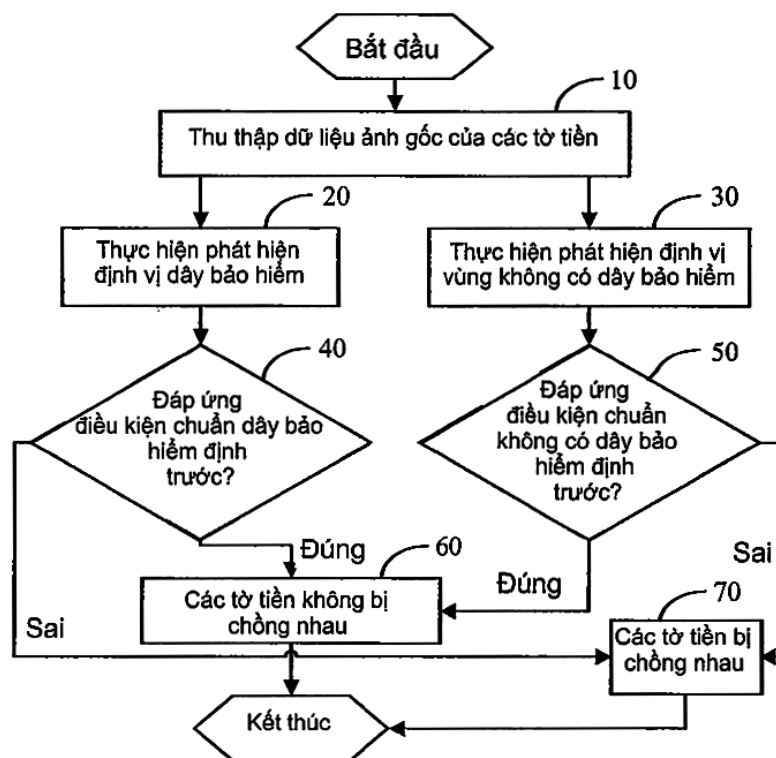 Bắt đầu
10
Thu thập dữ liệu ảnh gốc của các tờ tiền
20
Thực hiện phát hiện
định vị dây bảo hiểm
30
Thực hiện phát hiện định vị
vùng không có dây bảo hiểm
40
Đáp ứng
điều kiện chuẩn dây bảo
hiểm định
trước?
50
Đáp ứng
điều kiện chuẩn
không có dây bảo
hiểm định
trước?
Đúng
60
Đúng
Sai
Các tờ tiền không bị
chồng nhau
Sai
70
Các tờ tiền bị
chồng nhau
Kết thúc